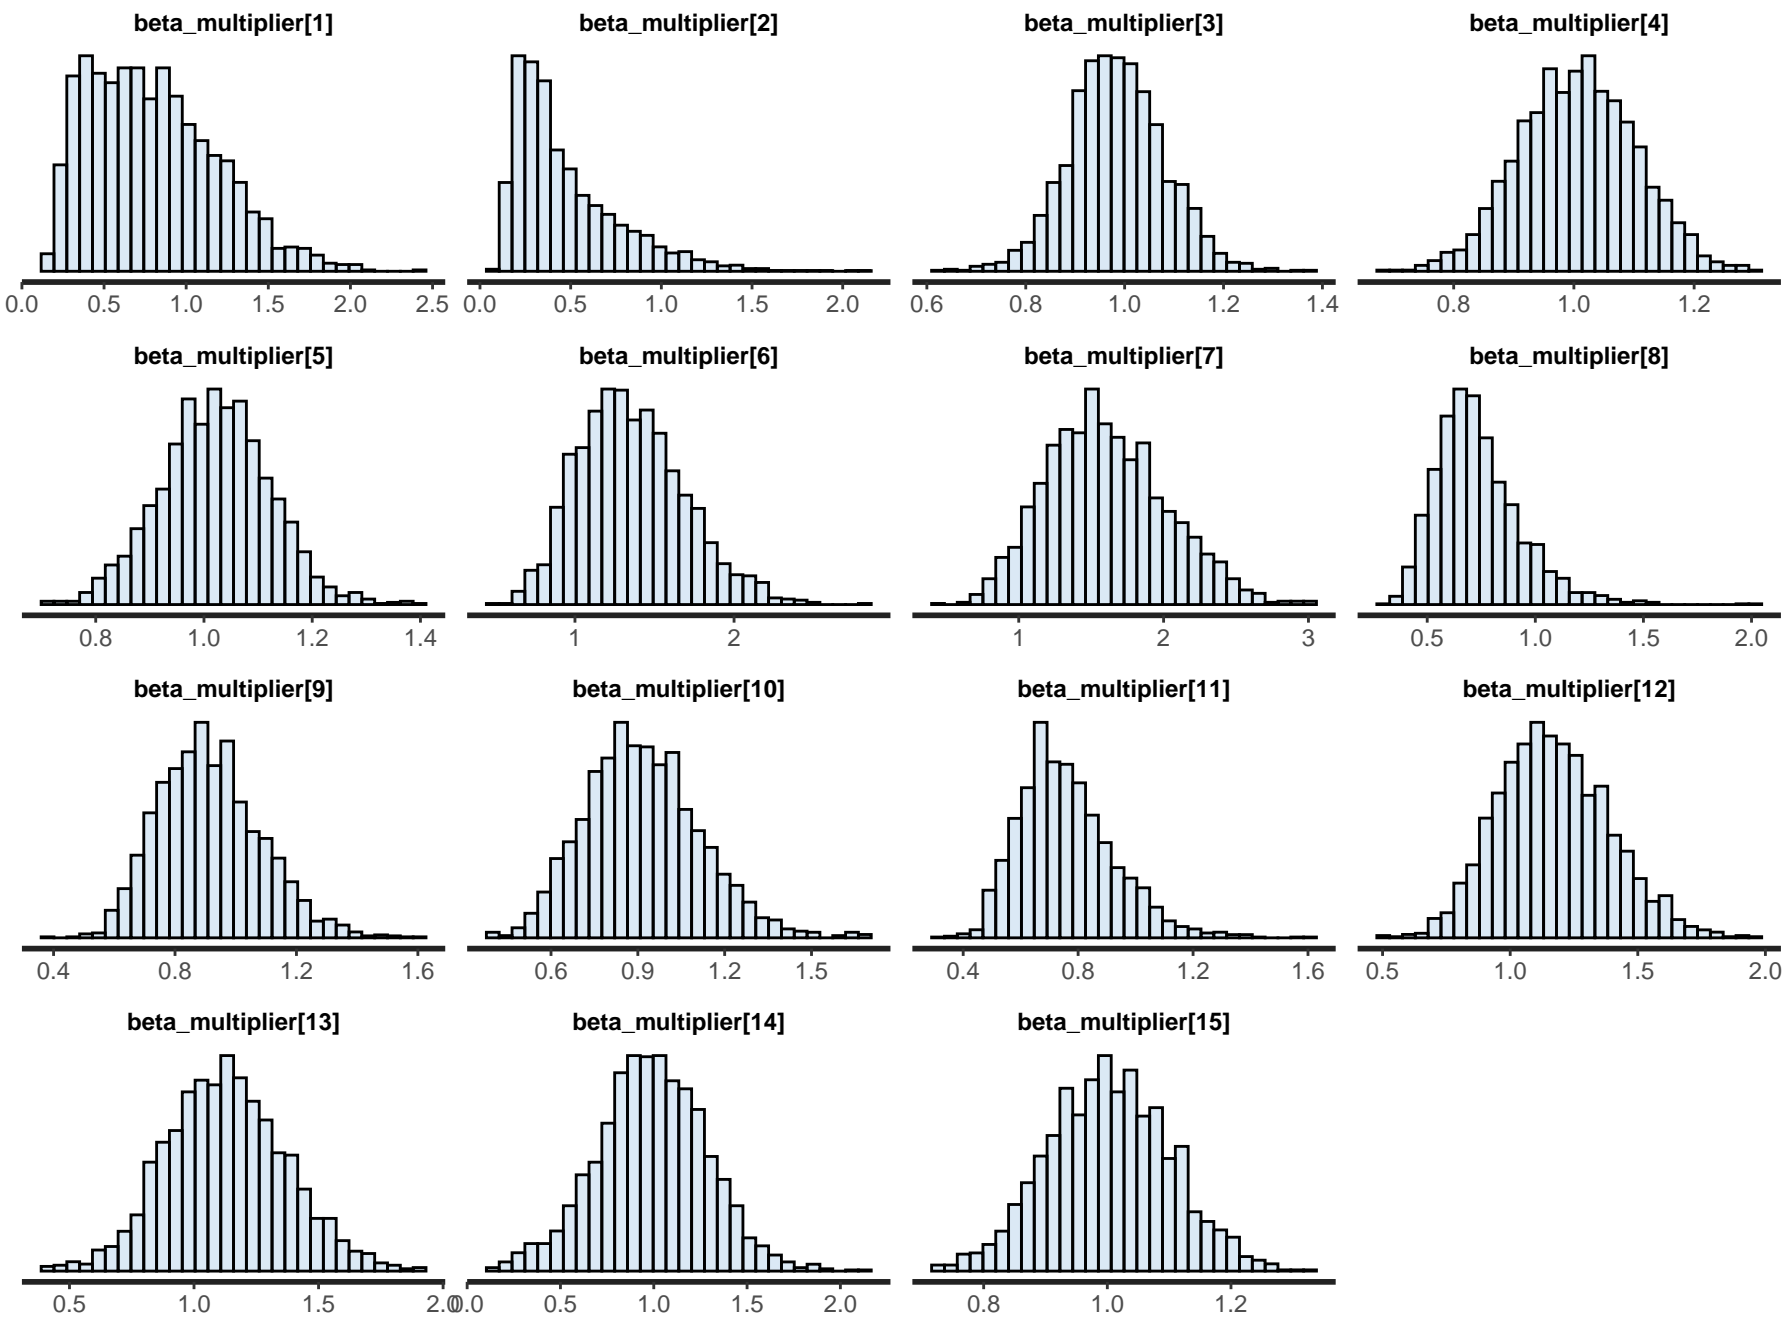 beta_multiplier[1] beta_multiplier[2] beta_multiplier[3] beta_multiplier[4]
0.0 0.5 1.0 1.5 2.0 2.5 0.0 0.5 1.0 1.5 2.0 0.6 0.8 1.0 1.2 1.4 0.8 1.0 1.2
beta_multiplier[5] beta_multiplier[6] beta_multiplier[7] beta_multiplier[8]
0.8 1.0 1.2 1.4 1 2 1 2 3 0.5 1.0 1.5 2.0
beta_multiplier[9] beta_multiplier[10] beta_multiplier[11] beta_multiplier[12]
0.4 0.8 1.2 1.6 0.6 0.9 1.2 1.5 0.4 0.8 1.2 1.6 0.5 1.0 1.5 2.0
beta_multiplier[13] beta_multiplier[14] beta_multiplier[15]
0.5 1.0 1.5 2.0 0.0 0.5 1.0 1.5 2.0 0.8 1.0 1.2